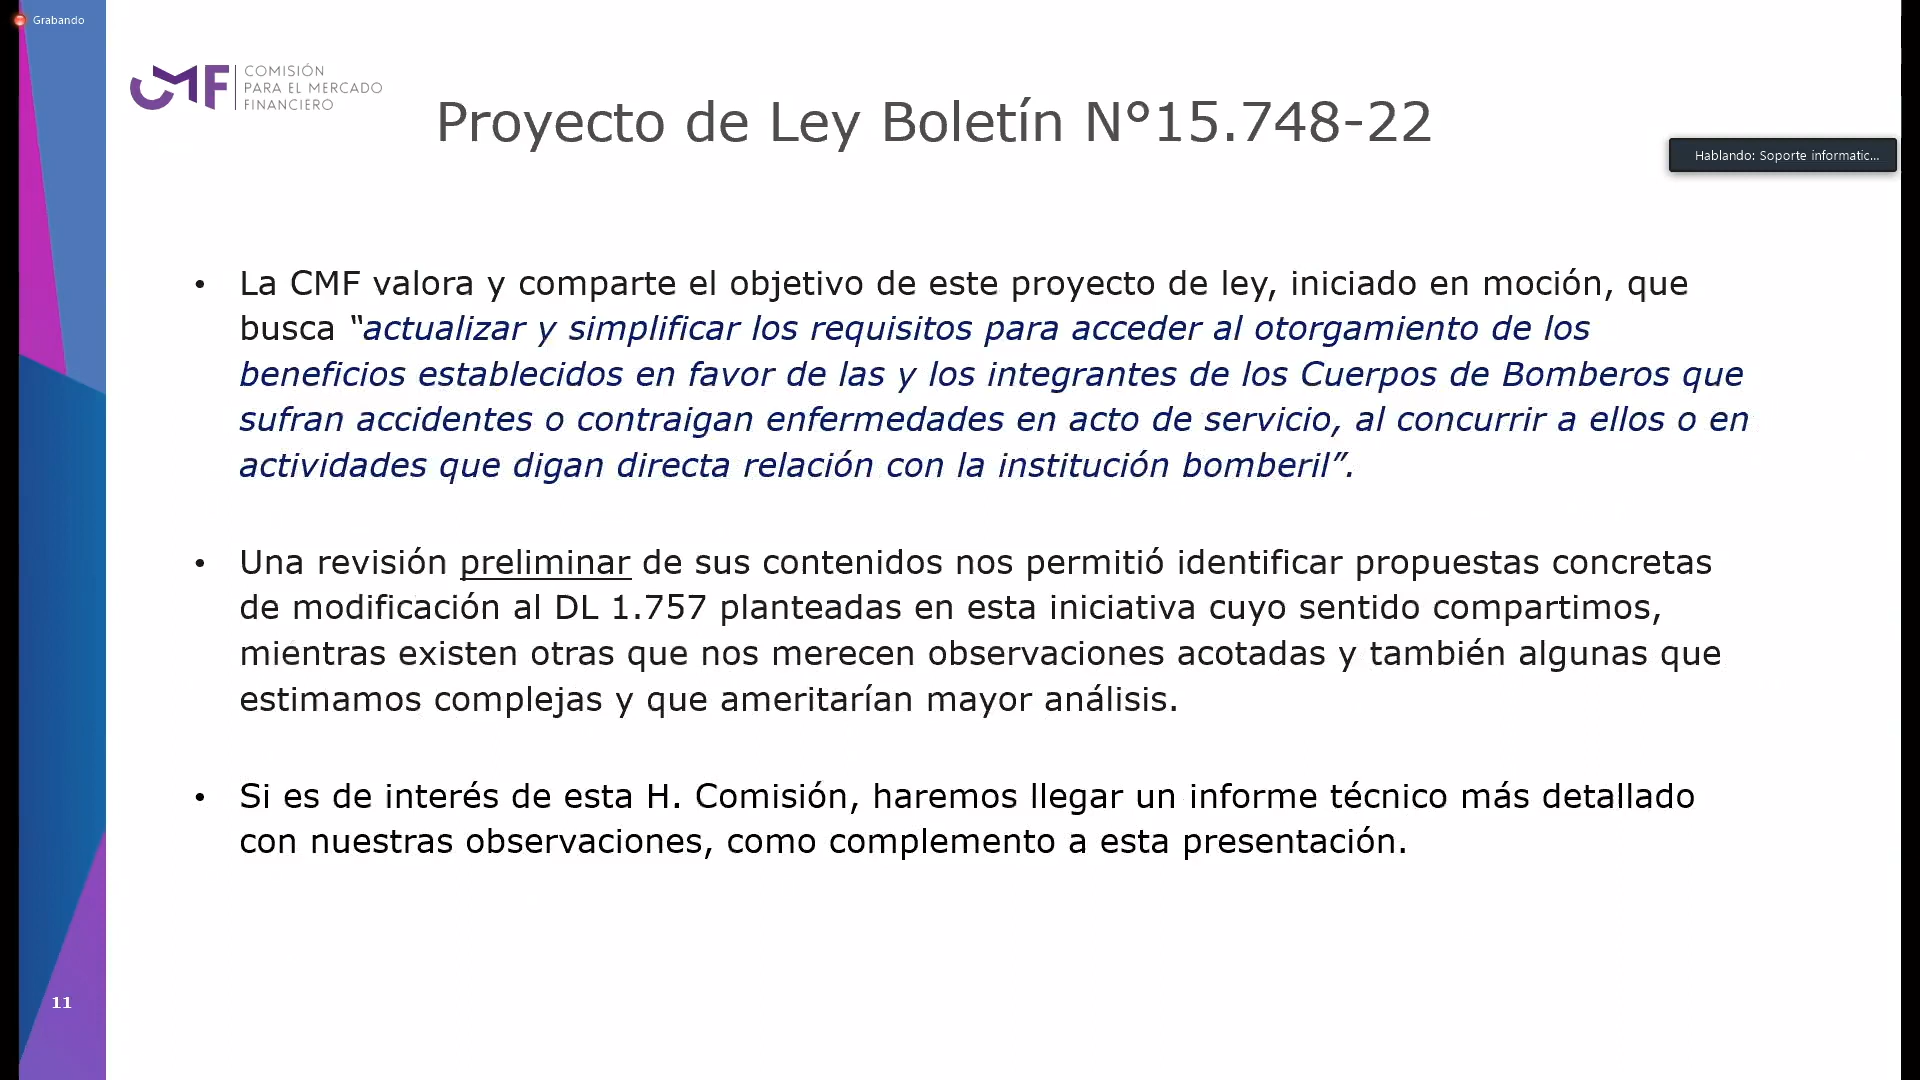 Grabando
CMF
COMISIÓN
PARA EL MERCADO
FINANCIERO
Proyecto de Ley Boletín N°15.748-22
Hablando: Soporte informatic...
• La CMF valora y comparte el objetivo de este proyecto de ley, iniciado en moción, que
busca “actualizar y simplificar los requisitos para acceder al otorgamiento de los
beneficios establecidos en favor de las y los integrantes de los Cuerpos de Bomberos que
sufran accidentes o contraigan enfermedades en acto de servicio, al concurrir a ellos o en
actividades que digan directa relación con la institución bomberil”.
• Una revisión preliminar de sus contenidos nos permitió identificar propuestas concretas
de modificación al DL 1.757 planteadas en esta iniciativa cuyo sentido compartimos,
mientras existen otras que nos merecen observaciones acotadas y también algunas que
estimamos complejas y que ameritarían mayor análisis.
• Si es de interés de esta H. Comisión, haremos llegar un informe técnico más detallado
con nuestras observaciones, como complemento a esta presentación.
11